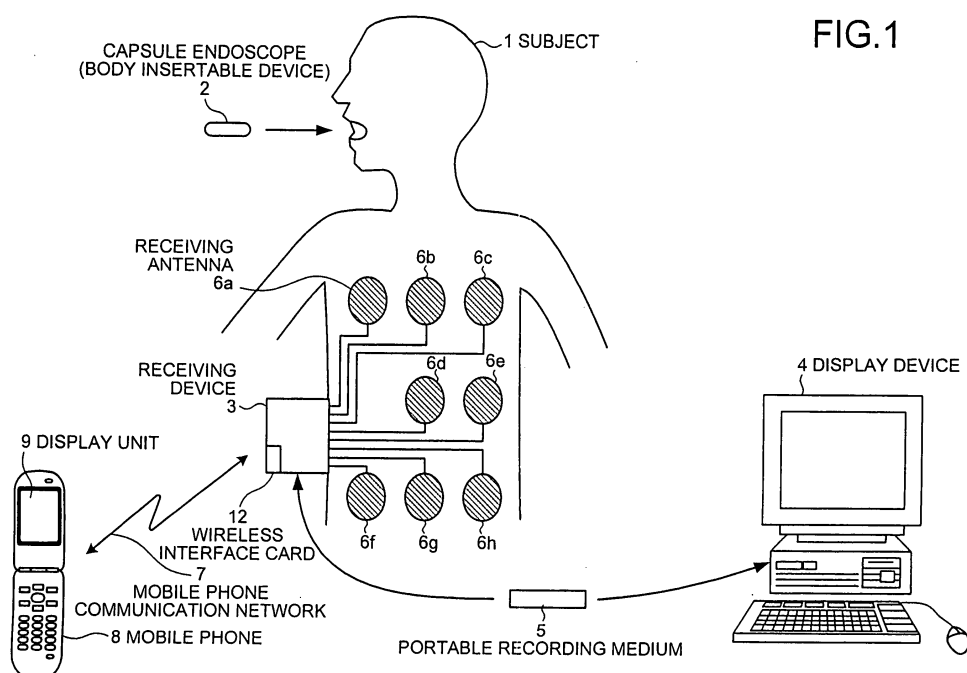 FIG.1
1 SUBJECT
CAPSULE ENDOSCOPE
(BODY INSERTABLE DEVICE)
2
RECEIVING
ANTENNA
6a
6b
6c
6d
6e
RECEIVING
DEVICE
3
4 DISPLAY DEVICE
9 DISPLAY UNIT
12
WIRELESS
INTERFACE CARD
6f
6g
6h
7
MOBILE PHONE
COMMUNICATION NETWORK
8 MOBILE PHONE
5
PORTABLE RECORDING MEDIUM